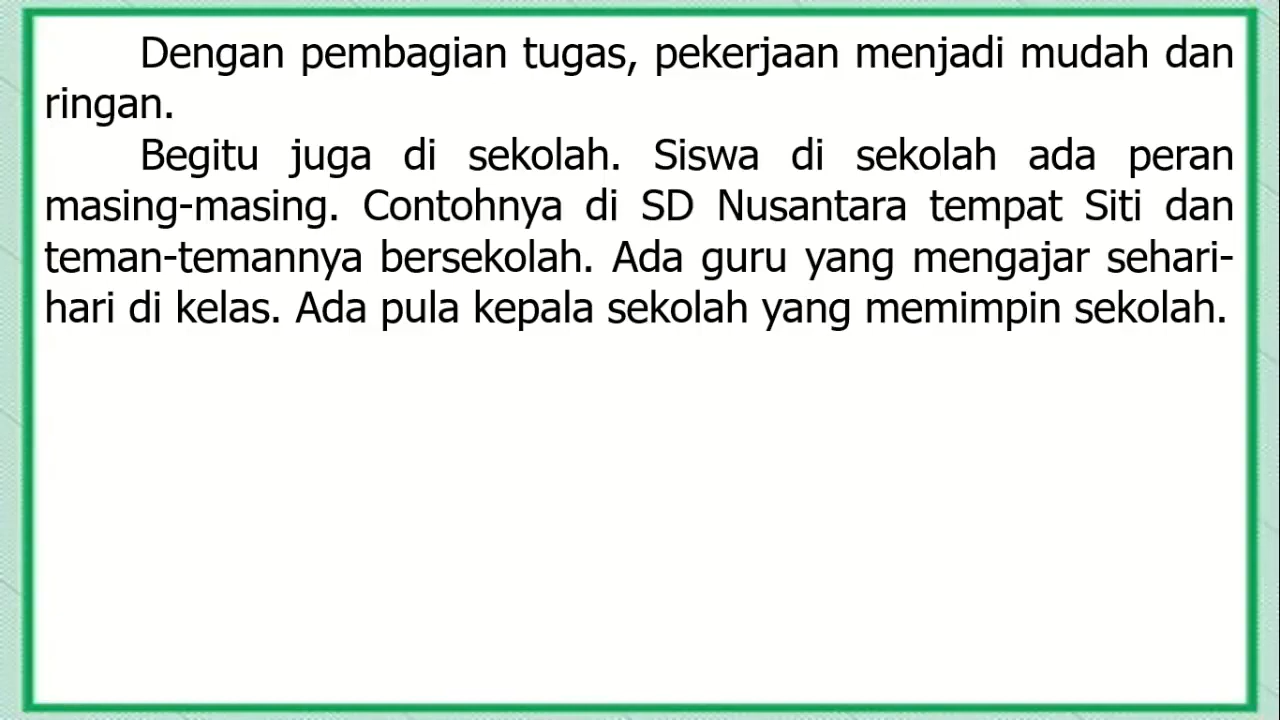 Dengan pembagian tugas, pekerjaan menjadi mudah dan
ringan.
Begitu juga di sekolah. Siswa di sekolah ada peran
masing-masing. Contohnya di SD Nusantara tempat Siti dan
teman-temannya bersekolah. Ada guru yang mengajar sehari-
hari di kelas. Ada pula kepala sekolah yang memimpin sekolah.